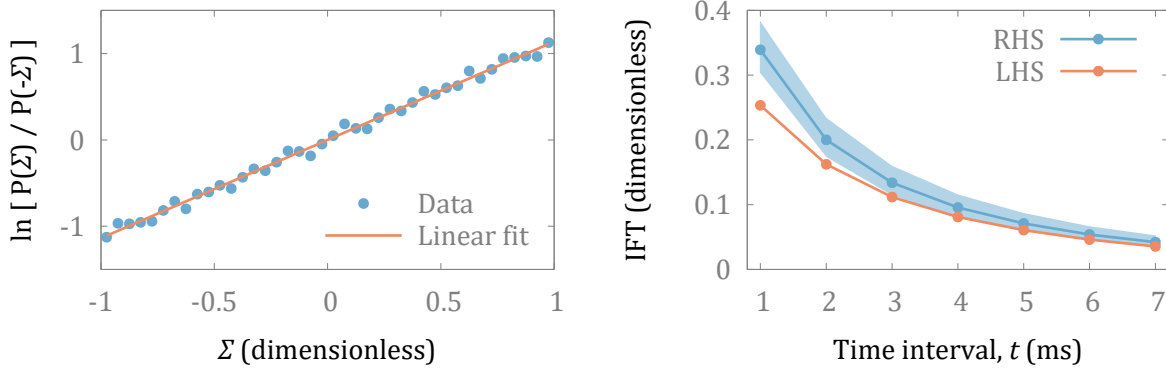 ln [ P(Σ) / P(-Σ) ]
1
0
-1
Data
Linear fit
-1
-0.5
0
0.5
1
Σ (dimensionless)
IFT (dimensionless)
0.4
0.3
0.2
0.1
0
RHS
LHS
1
2
3
4
5
6
7
Time interval, t (ms)